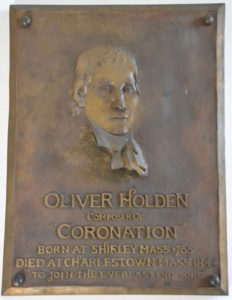 OLIVER HOLDEN
COMPOSER OF
"CORONATION"
BORN AT SHIRLEY MASS 1765
DIED AT CHARLESTOWN, MASS 1844
"TO JOIN THE EVERLASTING SONG"